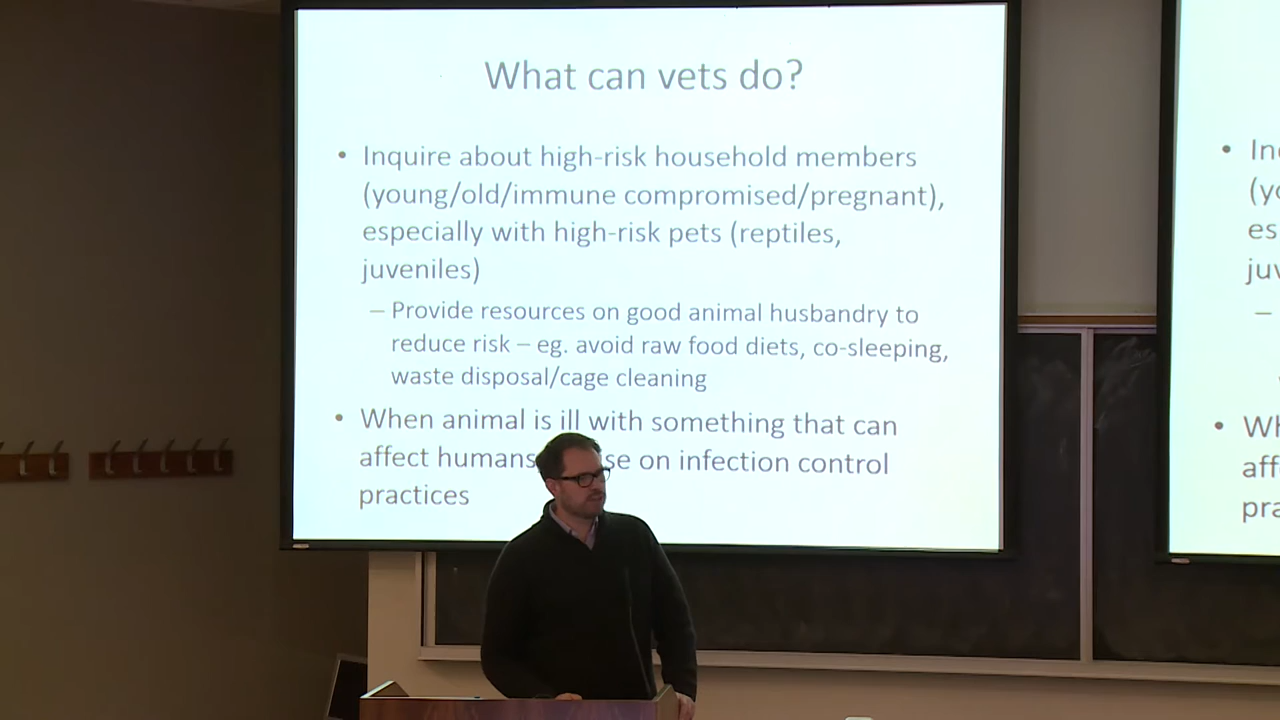 What can vets do?
• Inquire about high-risk household members
(young/old/immune compromised/pregnant),
especially with high-risk pets (reptiles,
juveniles)
– Provide resources on good animal husbandry to
reduce risk – eg. avoid raw food diets, co-sleeping,
waste disposal/cage cleaning
• When animal is ill with something that can
affect humans on infection control
practices